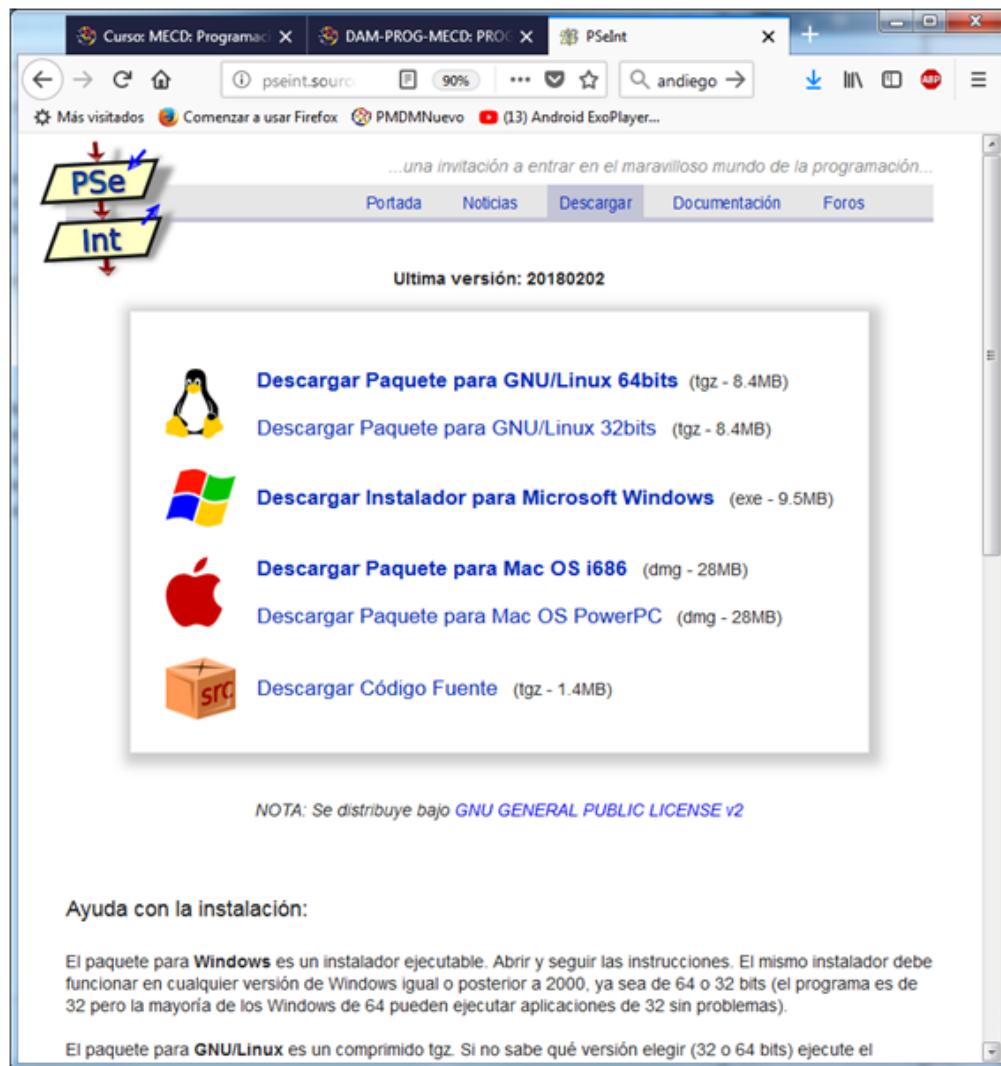 Curso: MECD: Programaci
DAM-PROG-MECD: PROG
PSeInt
pseint.sourc
90%
andiego
ABP
Más visitados
Comenzar a usar Firefox
PMDMNuevo
(13) Android ExoPlayer...
PSe
Int
...una invitación a entrar en el maravilloso mundo de la programación...
Portada Noticias Descargar Documentación Foros
Ultima versión: 20180202
Descargar Paquete para GNU/Linux 64bits (tgz - 8.4MB)
Descargar Paquete para GNU/Linux 32bits (tgz - 8.4MB)
Descargar Instalador para Microsoft Windows (exe - 9.5MB)
Descargar Paquete para Mac OS i686 (dmg - 28MB)
Descargar Paquete para Mac OS PowerPC (dmg - 28MB)
src
Descargar Código Fuente (tgz - 1.4MB)
NOTA: Se distribuye bajo GNU GENERAL PUBLIC LICENSE v2
Ayuda con la instalación:
El paquete para Windows es un instalador ejecutable. Abrir y seguir las instrucciones. El mismo instalador debe
funcionar en cualquier versión de Windows igual o posterior a 2000, ya sea de 64 o 32 bits (el programa es de
32 pero la mayoría de los Windows de 64 pueden ejecutar aplicaciones de 32 sin problemas).
El paquete para GNU/Linux es un comprimido tgz. Si no sabe qué versión elegir (32 o 64 bits) ejecute el